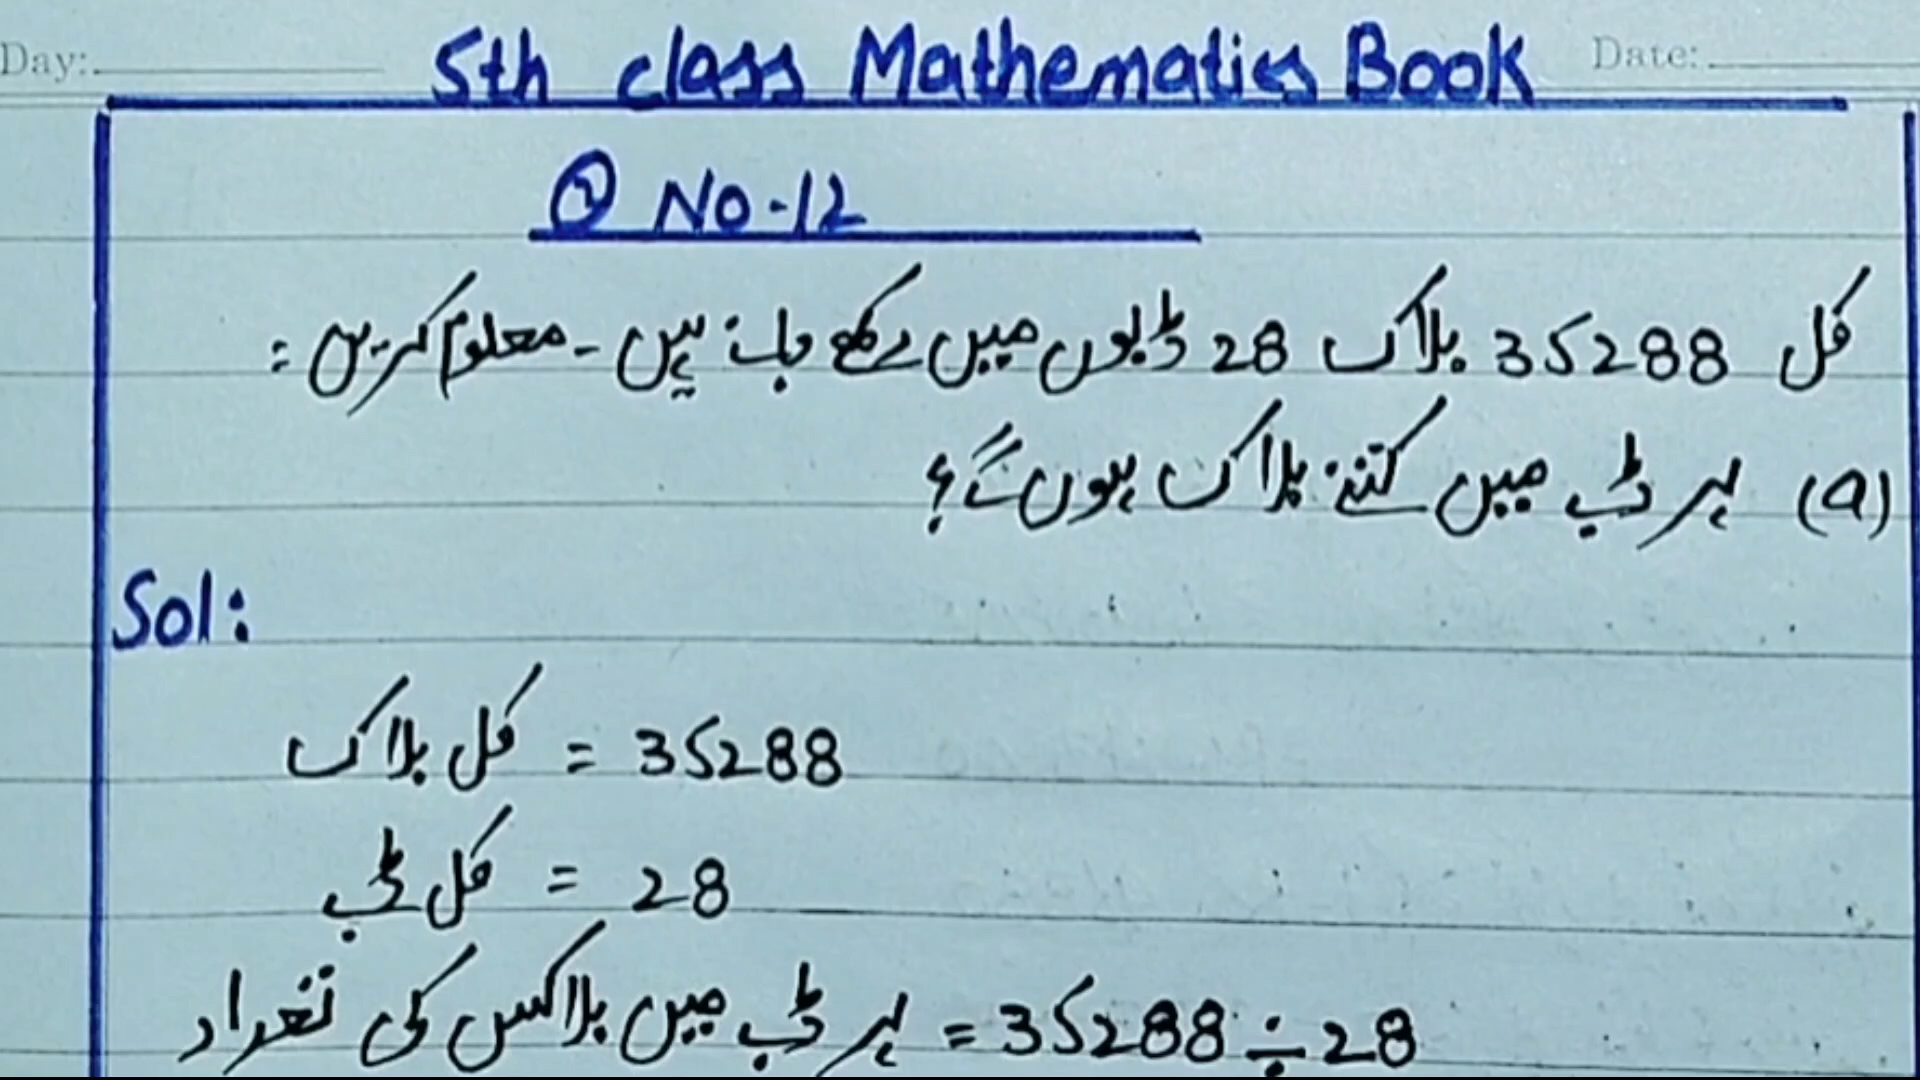 Day:
5th class Mathematics Book
Date:
Q No.12
کل 35288 بلاک 28 ڈبوں میں رکھے جاتے ہیں۔ معلوم کریں:
(a) ہر ڈبے میں کتنے بلاک ہوں گے؟
Sol:
کل بلاک = 35288
کل ڈبے = 28
ہر ڈبے میں بلاکس کی تعداد = 35288 ÷ 28